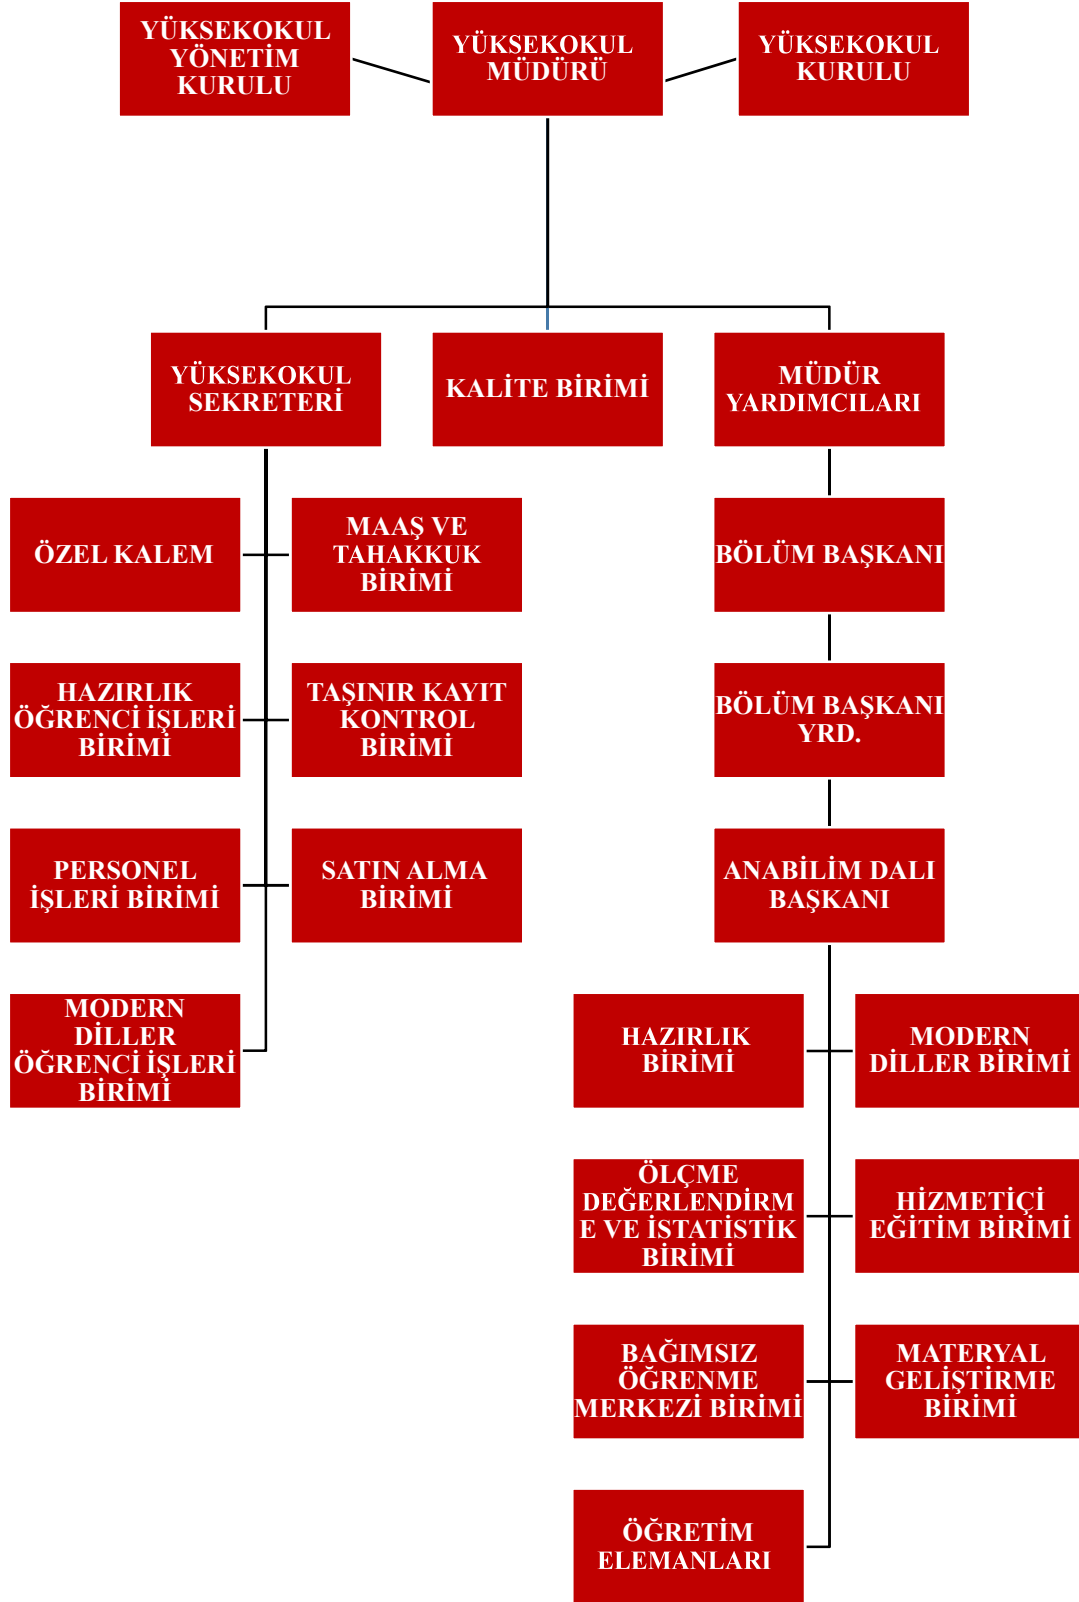 YÜKSEKOKUL
YÖNETİM
KURULU
YÜKSEKOKUL
MÜDÜRÜ
YÜKSEKOKUL
KURULU
YÜKSEKOKUL
SEKRETERİ
KALİTE BİRİMİ
MÜDÜR
YARDIMCILARI
ÖZEL KALEM
MAAŞ VE
TAHAKKUK
BİRİMİ
BÖLÜM BAŞKANI
HAZIRLIK
ÖĞRENCİ İŞLERİ
BİRİMİ
TAŞINIR KAYIT
KONTROL
BİRİMİ
BÖLÜM BAŞKANI
YRD.
PERSONEL
İŞLERİ BİRİMİ
SATIN ALMA
BİRİMİ
ANABİLİM DALI
BAŞKANI
MODERN
DİLLER
ÖĞRENCİ İŞLERİ
BİRİMİ
HAZIRLIK
BİRİMİ
MODERN
DİLLER BİRİMİ
ÖLÇME
DEĞERLENDİRM
E VE İSTATİSTİK
BİRİMİ
HİZMETİÇİ
EĞİTİM BİRİMİ
BAĞIMSIZ
ÖĞRENME
MERKEZİ BİRİMİ
MATERYAL
GELİŞTİRME
BİRİMİ
ÖĞRETİM
ELEMANLARI